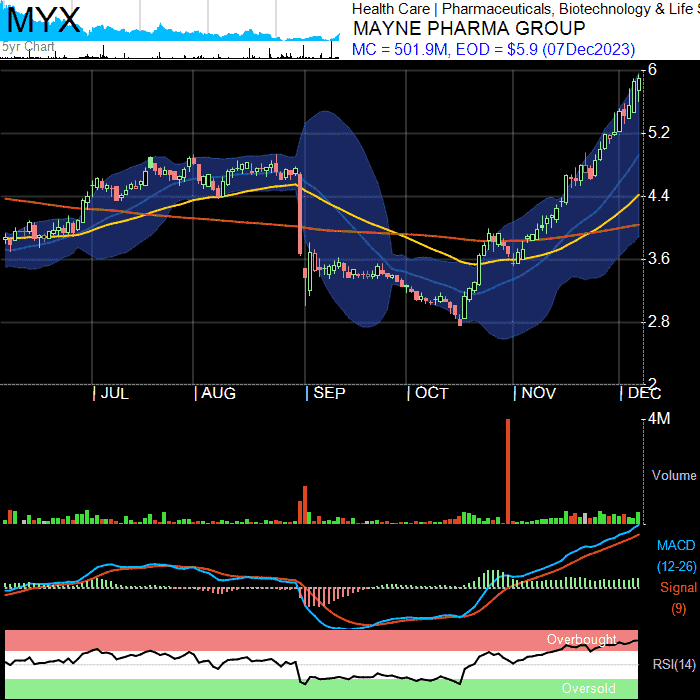 MYX
5yr Chart
Health Care | Pharmaceuticals, Biotechnology & Life S
MAYNE PHARMA GROUP
MC = 501.9M, EOD = $5.9 (07Dec2023)
6
5.2
4.4
3.6
2.8
2
| JUL | AUG | SEP | OCT | NOV | DEC
4M
Volume
MACD
(12-26)
Signal
(9)
Overbought
RSI(14)
Oversold